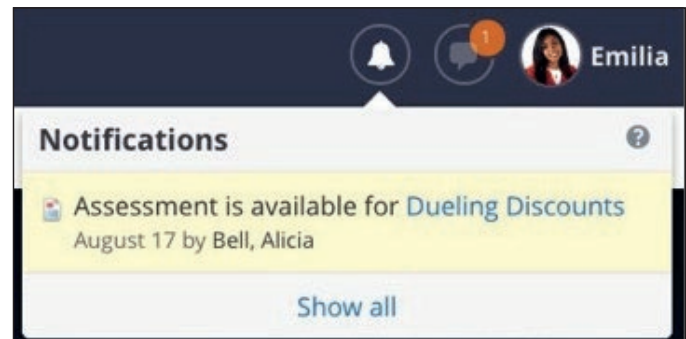 1
Emilia
Notifications
?
Assessment is available for Dueling Discounts
August 17 by Bell, Alicia
Show all